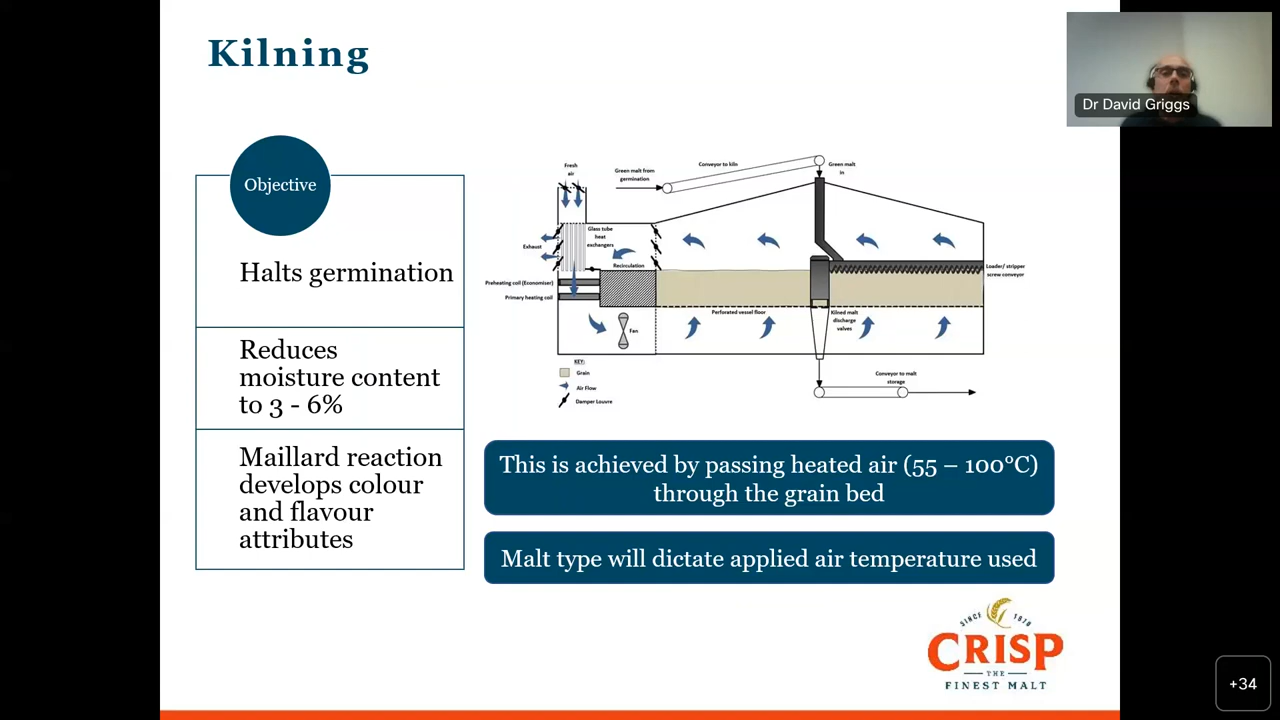 Kilning
Dr David Griggs
Objective
Halts germination
Reduces
moisture content
to 3 - 6%
Maillard reaction
develops colour
and flavour
attributes
Fresh
air
Green malt from
germination
Conveyor to kiln
Green malt
in
Exhaust
Glass tube
heat
exchangers
Recirculation
Preheating coil (Economiser)
Primary heating coil
Fan
Perforated vessel floor
Kilned malt
discharge
valves
Loader/ stripper
screw conveyor
KEY:
Grain
Air Flow
Damper Louvre
Conveyor to malt
storage
This is achieved by passing heated air (55 – 100°C)
through the grain bed
Malt type will dictate applied air temperature used
SINCE 1870
CRISP
THE
FINEST MALT
+34